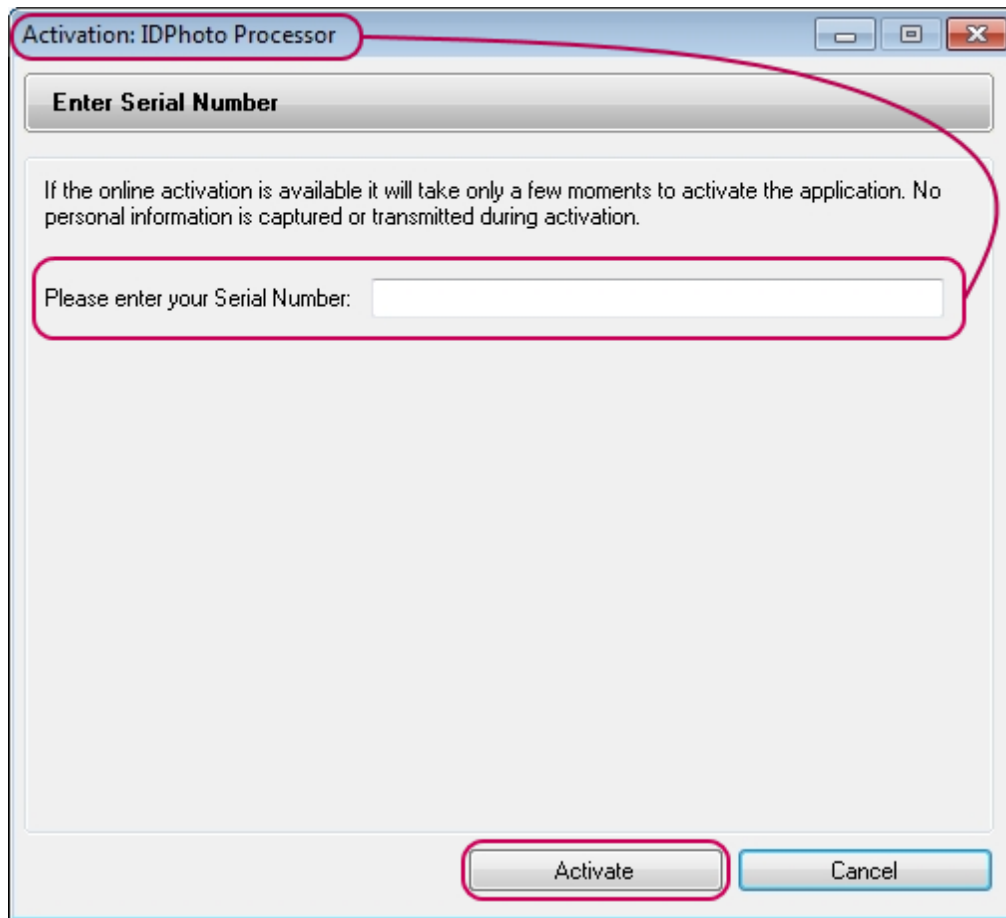 Activation: IDPhoto Processor
Enter Serial Number
If the online activation is available it will take only a few moments to activate the application. No
personal information is captured or transmitted during activation.
Please enter your Serial Number:
Activate
Cancel